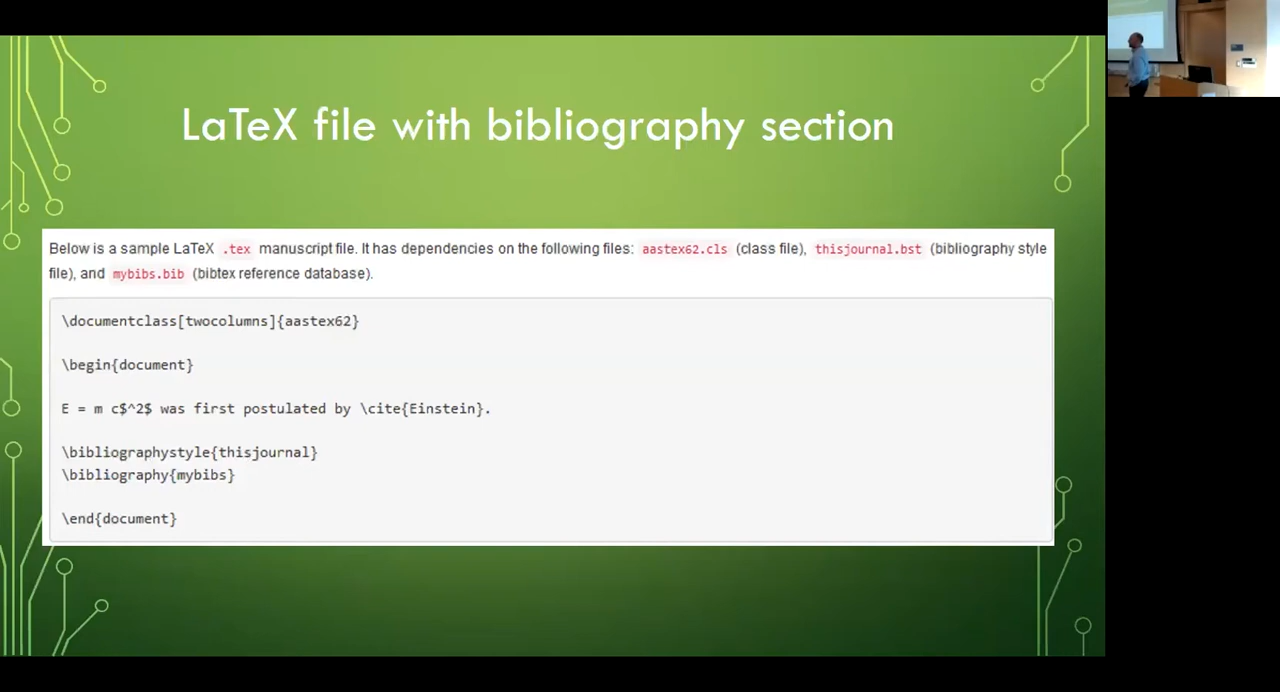 LaTeX file with bibliography section
Below is a sample LaTeX .tex manuscript file. It has dependencies on the following files: aastex62.cls (class file), thisjournal.bst (bibliography style
file), and mybibs.bib (bibtex reference database).
\documentclass[twocolumns]{aastex62}
\begin{document}
E = m c$^2$ was first postulated by \cite{Einstein}.
\bibliographystyle{thisjournal}
\bibliography{mybibs}
\end{document}